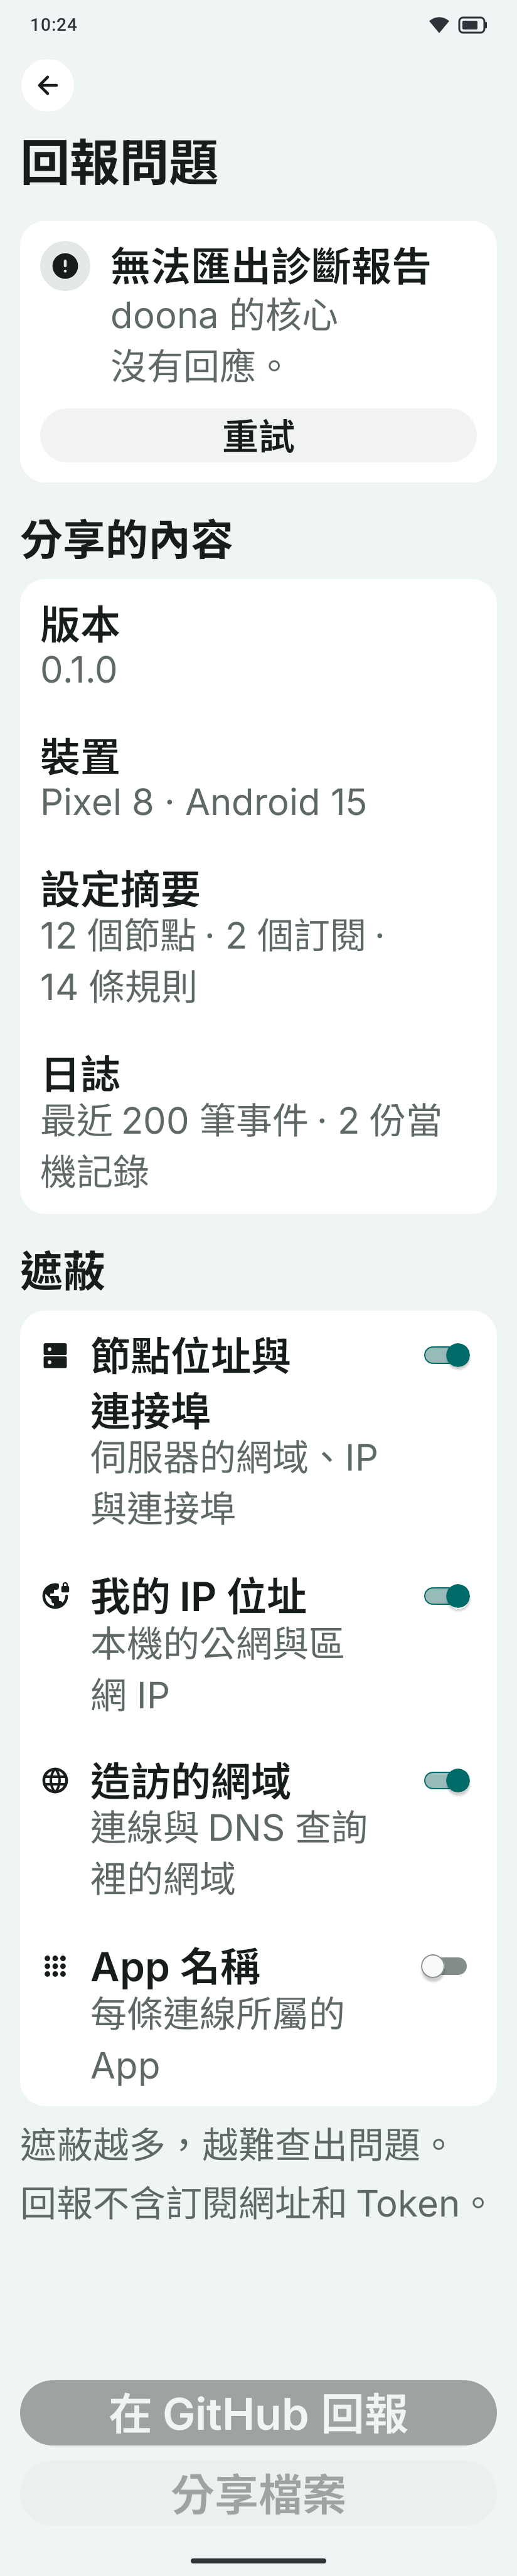 10:24
回報問題
無法匯出診斷報告
doona 的核心
沒有回應。
重試
分享的內容
版本
0.1.0
裝置
Pixel 8 · Android 15
設定摘要
12 個節點 · 2 個訂閱 ·
14 條規則
日誌
最近 200 筆事件 · 2 份當
機記錄
遮蔽
節點位址與
連接埠
伺服器的網域、IP
與連接埠
我的 IP 位址
本機的公網與區
網 IP
造訪的網域
連線與 DNS 查詢
裡的網域
App 名稱
每條連線所屬的
App
遮蔽越多，越難查出問題。
回報不含訂閱網址和 Token。
在 GitHub 回報
分享檔案